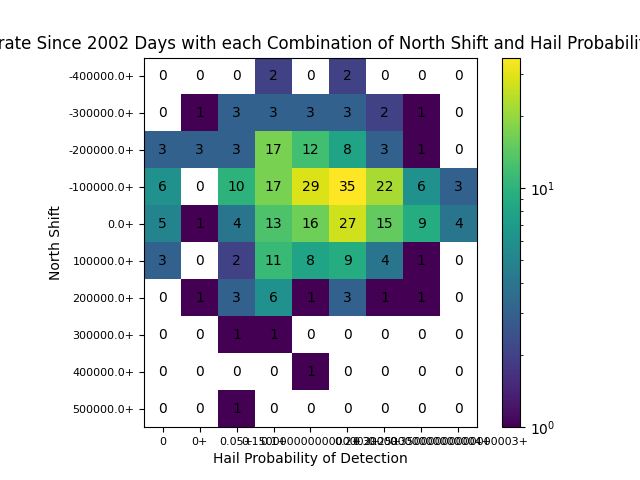 rate Since 2002 Days with each Combination of North Shift and Hail Probabili
-400000.0+ 0 0 0 2 0 2 0 0 0
-300000.0+ 0 1 3 3 3 3 2 1 0
-200000.0+ 3 3 3 17 12 8 3 1 0
-100000.0+ 6 0 10 17 29 35 22 6 3
0.0+ 5 1 4 13 16 27 15 9 4
100000.0+ 3 0 2 11 8 9 4 1 0
200000.0+ 0 1 3 6 1 3 1 1 0
300000.0+ 0 0 1 1 0 0 0 0 0
400000.0+ 0 0 0 0 1 0 0 0 0
500000.0+ 0 0 1 0 0 0 0 0 0
North Shift
0 0+
Hail Probability of Detection
10¹
10⁰